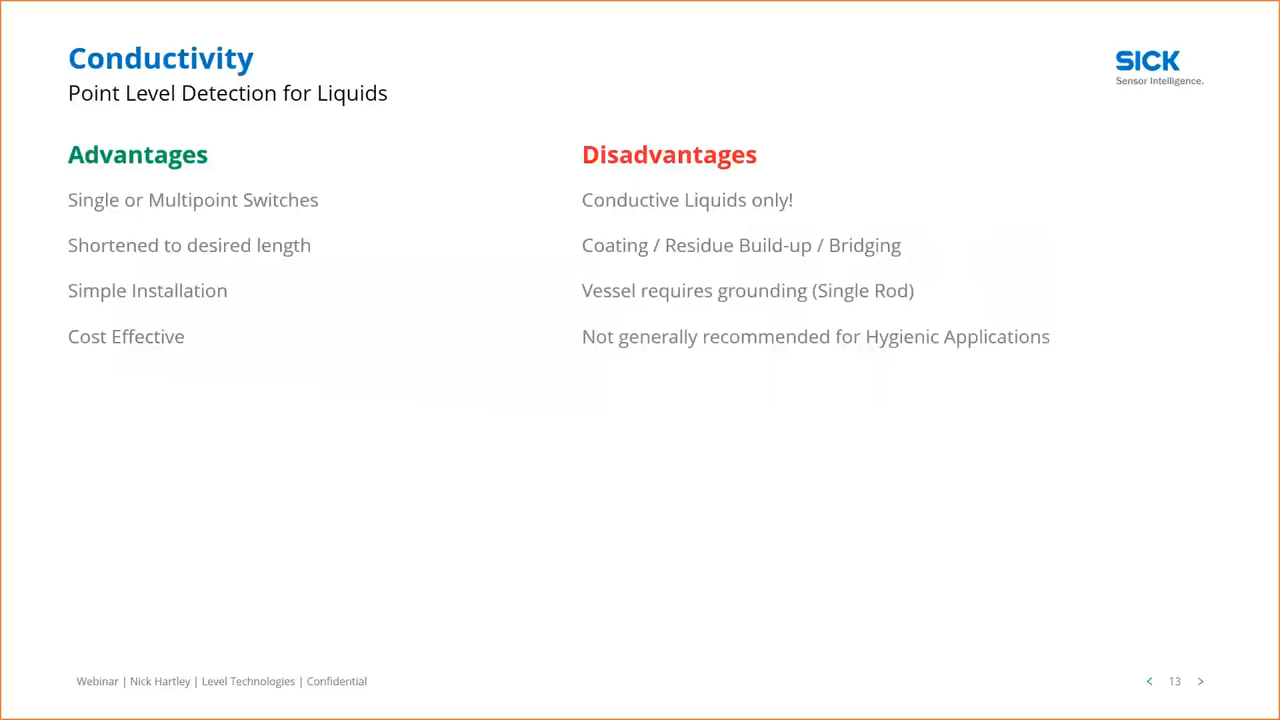 Conductivity
Point Level Detection for Liquids
SICK
Sensor Intelligence.
Advantages
Single or Multipoint Switches
Shortened to desired length
Simple Installation
Cost Effective
Disadvantages
Conductive Liquids only!
Coating / Residue Build-up / Bridging
Vessel requires grounding (Single Rod)
Not generally recommended for Hygienic Applications
Webinar | Nick Hartley | Level Technologies | Confidential
< 13 >